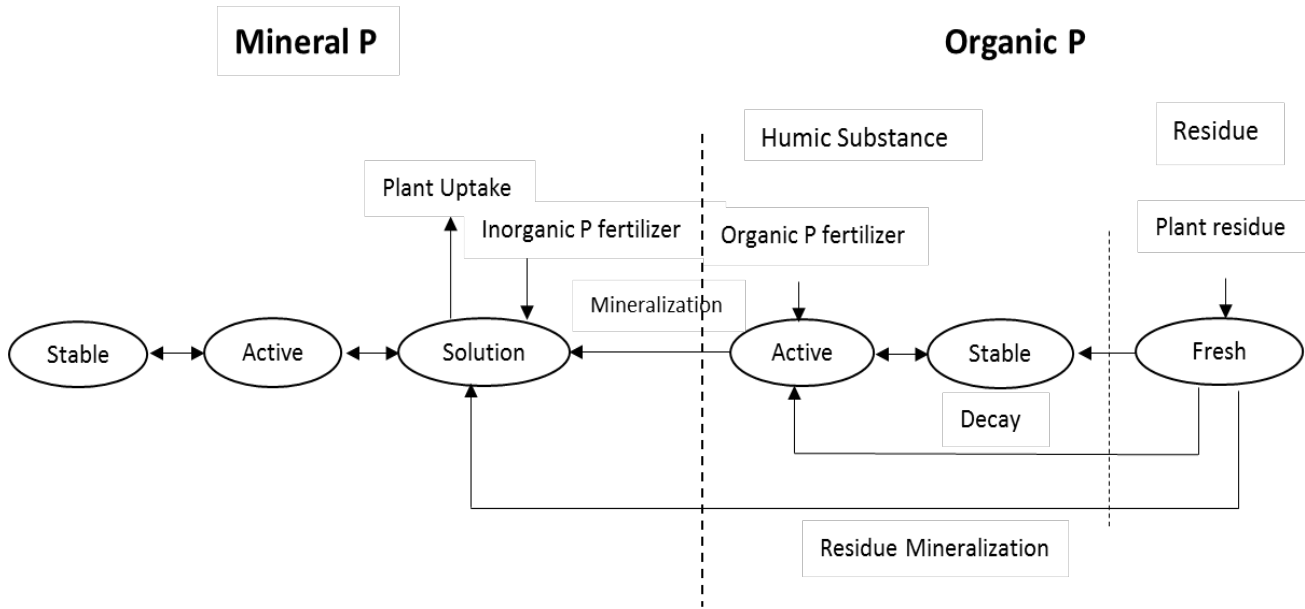 Mineral P
Organic P
Humic Substance
Residue
Plant Uptake
Inorganic P fertilizer
Organic P fertilizer
Plant residue
Mineralization
Stable
Active
Solution
Active
Stable
Fresh
Decay
Residue Mineralization